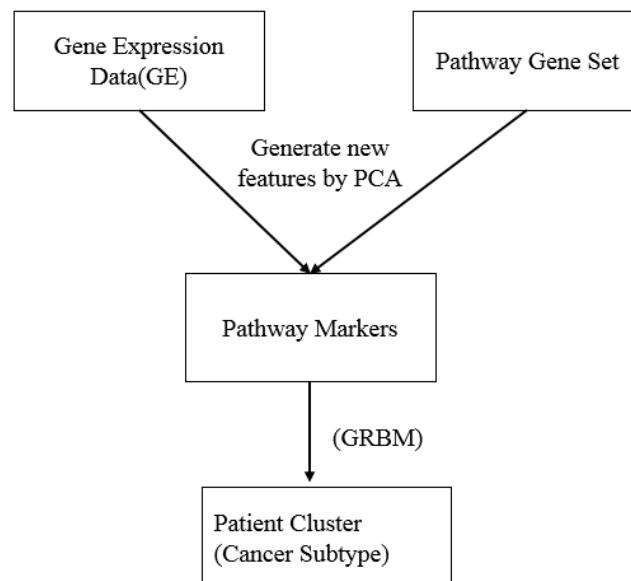 Gene Expression
Data(GE)
Pathway Gene Set
Generate new
features by PCA
Pathway Markers
(GRBM)
Patient Cluster
(Cancer Subtype)